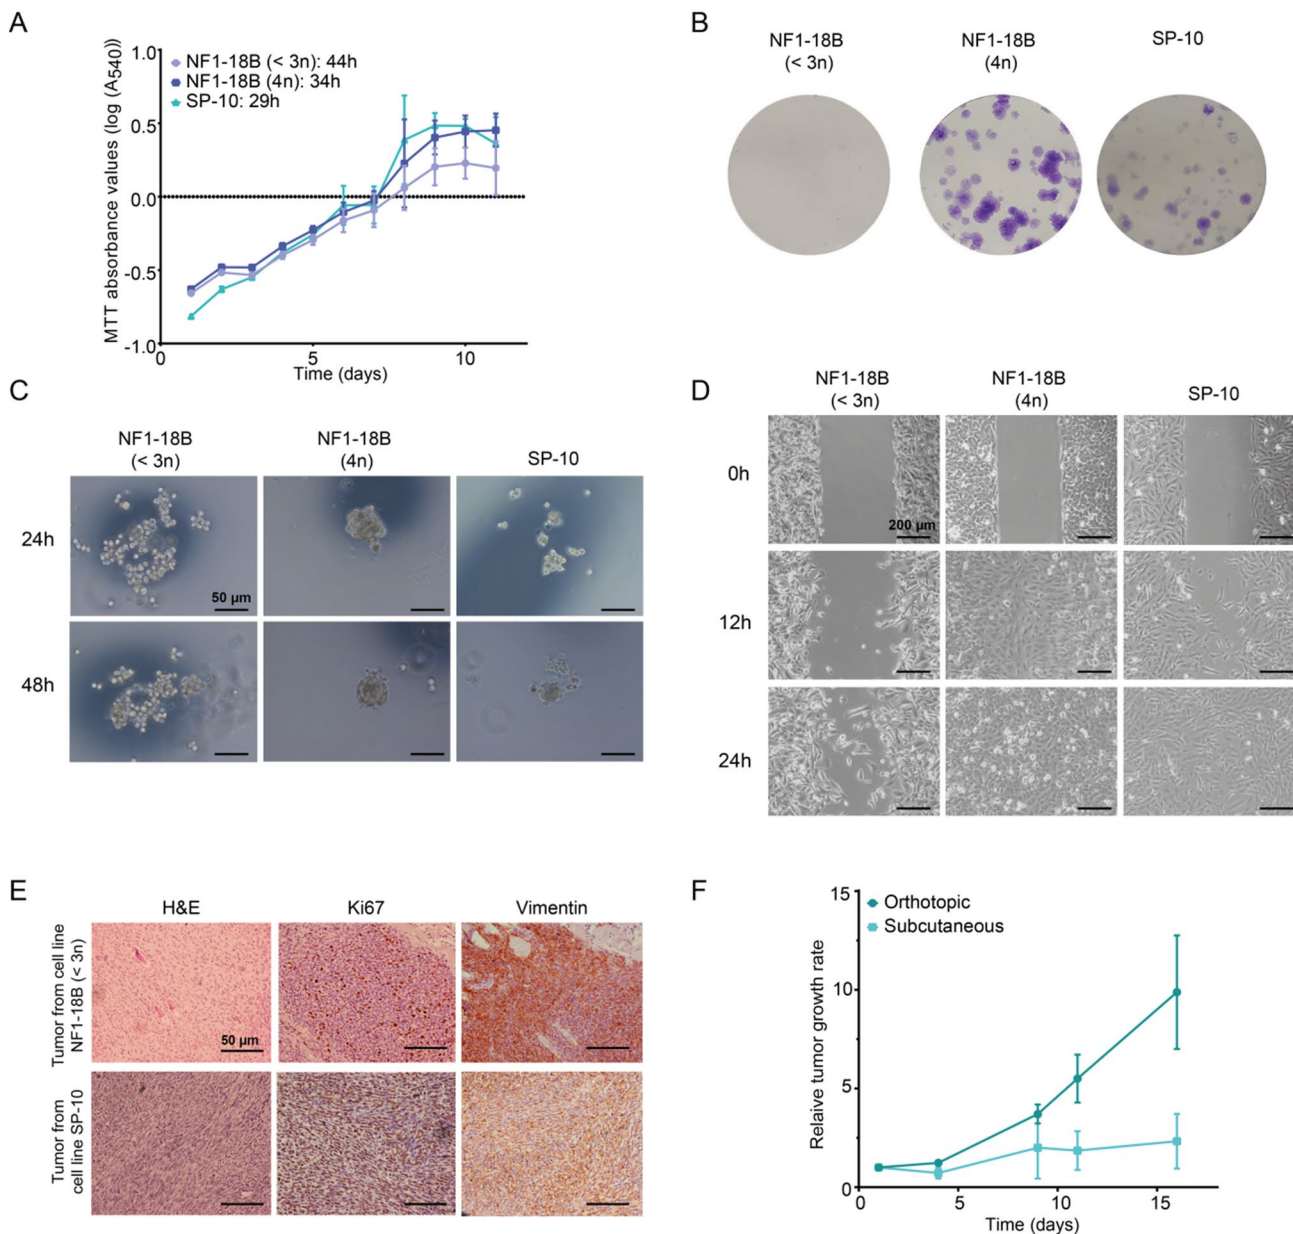 A
MTT absorbance values (log (A540))
1.0
0.5
0.0
-0.5
-1.0
NF1-18B (< 3n): 44h
NF1-18B (4n): 34h
SP-10: 29h
0
5
10
Time (days)
B
NF1-18B
(< 3n)
NF1-18B
(4n)
SP-10
C
NF1-18B
(< 3n)
NF1-18B
(4n)
SP-10
24h
50 µm
48h
D
NF1-18B
(< 3n)
NF1-18B
(4n)
SP-10
0h
200 µm
12h
24h
E
H&E
Ki67
Vimentin
Tumor from cell line
NF1-18B (< 3n)
50 µm
Tumor from
cell line SP-10
F
Relaive tumor growth rate
15
10
5
0
Orthotopic
Subcutaneous
5
10
15
Time (days)